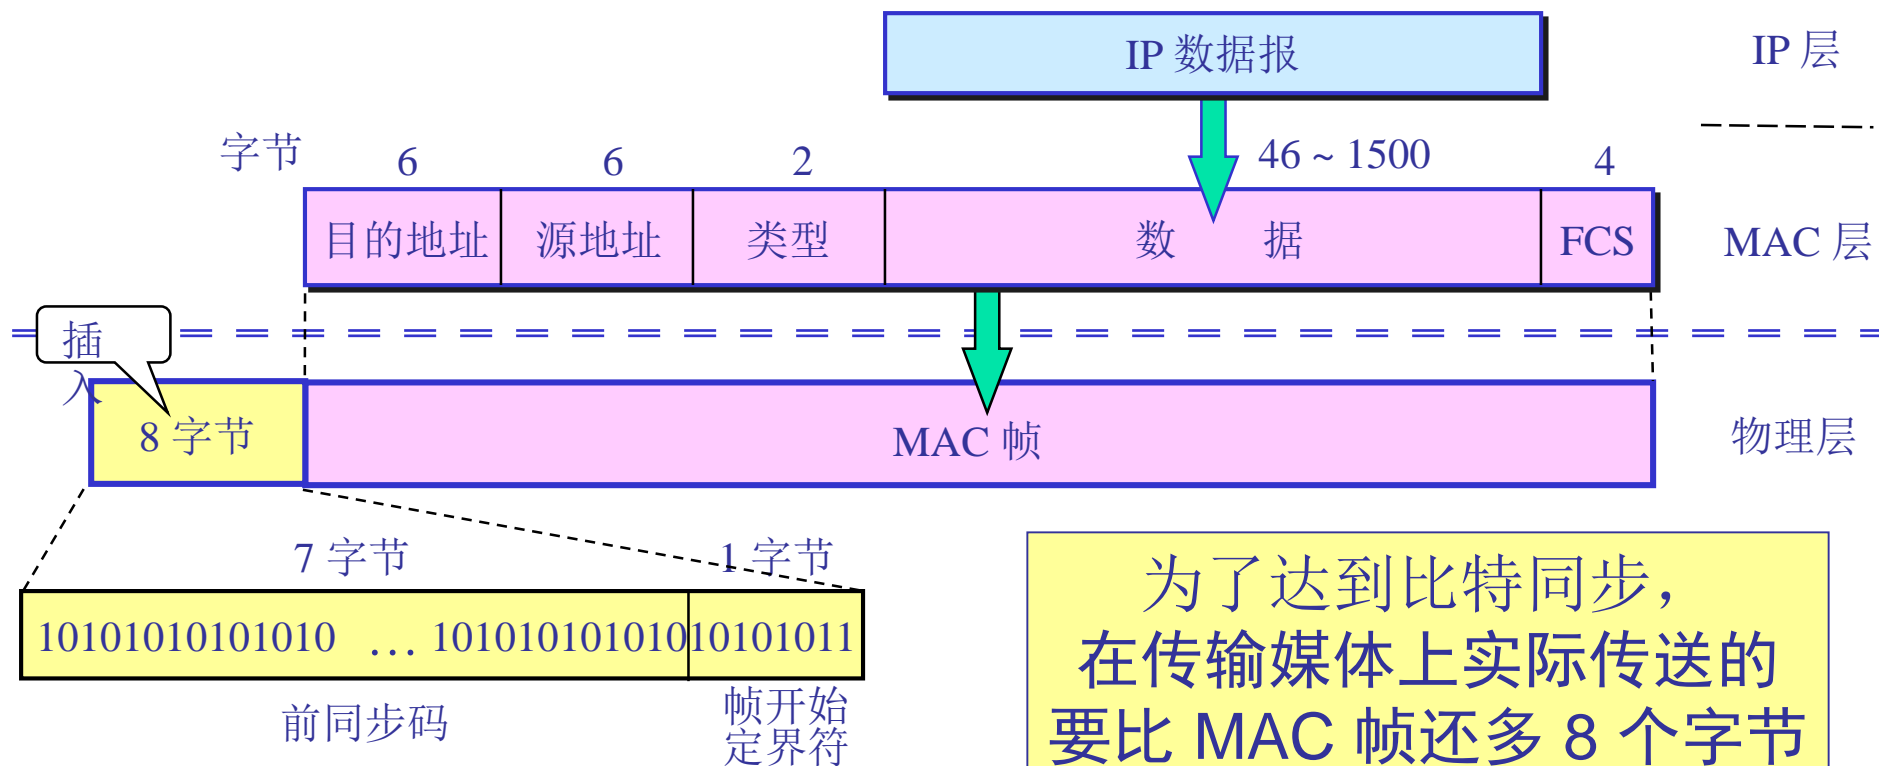 IP 数据报
IP 层
字节
6
6
2
46 ~ 1500
4
目的地址
源地址
类型
数 据
FCS
MAC 层
插
入
8 字节
MAC 帧
物理层
7 字节
1 字节
10101010101010 … 101010101010
10101011
前同步码
帧开始
定界符
为了达到比特同步，
在传输媒体上实际传送的
要比 MAC 帧还多 8 个字节